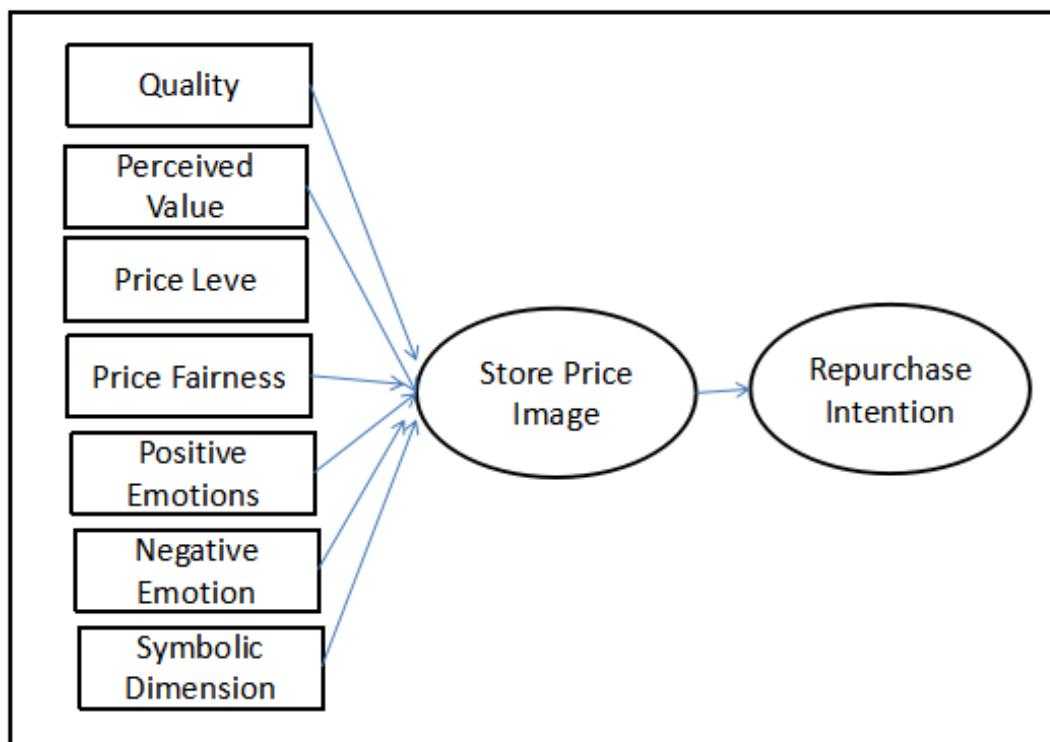 Quality
Perceived
Value
Price Leve
Price Fairness
Positive
Emotions
Negative
Emotion
Symbolic
Dimension
Store Price
Image
Repurchase
Intention